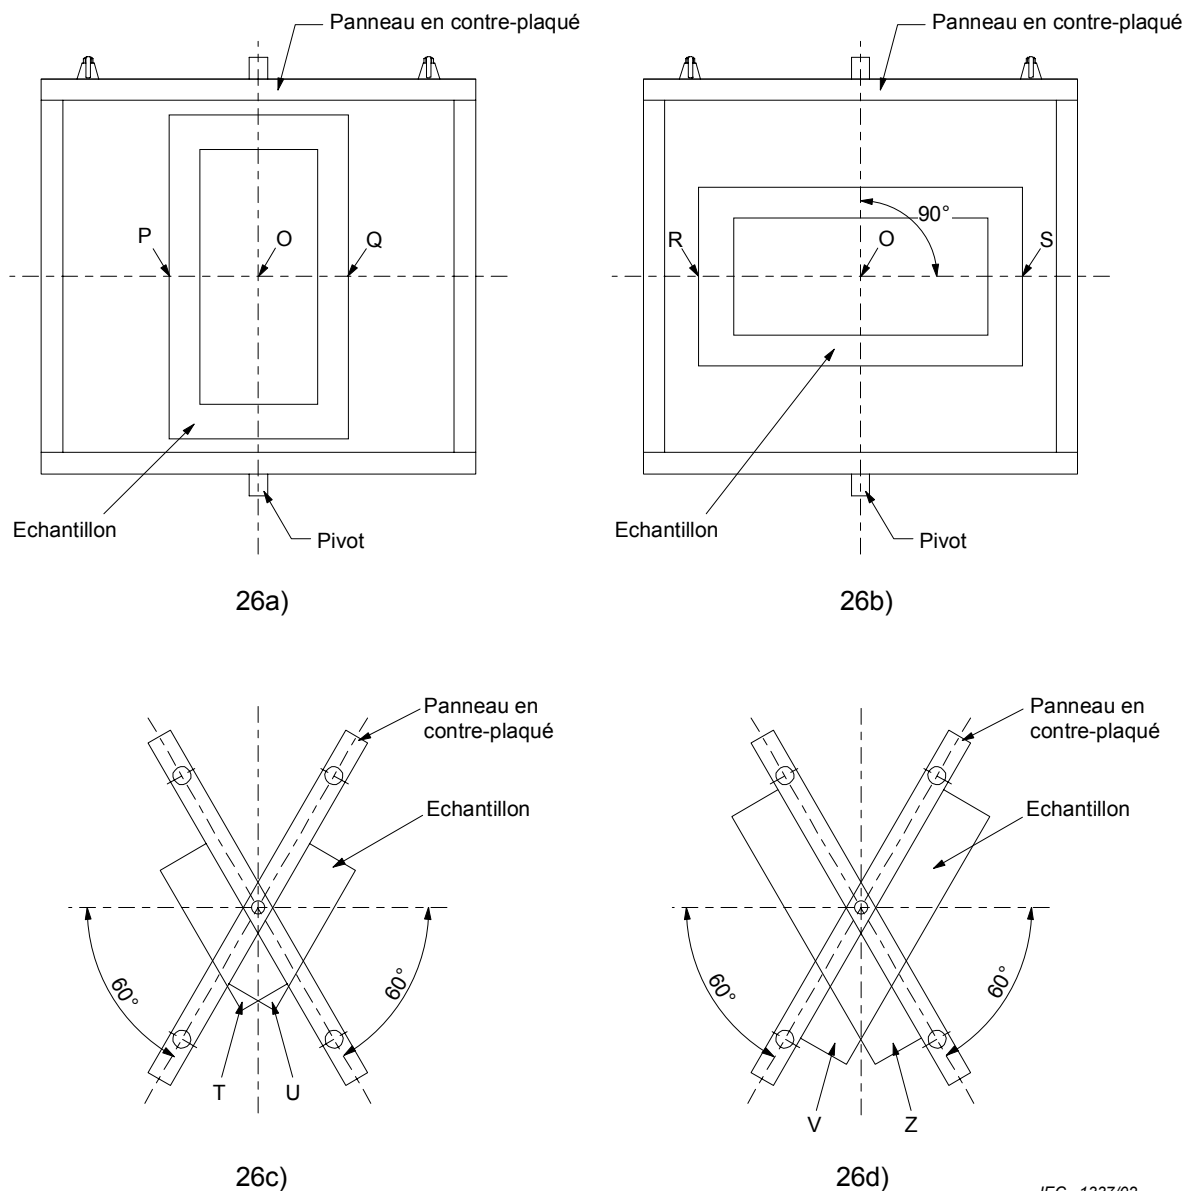 Panneau en contre-plaqué
Panneau en contre-plaqué
P
O
Q
R
O
90°
S
Echantillon
Pivot
Echantillon
Pivot
26a)
26b)
Panneau en
contre-plaqué
Echantillon
60°
60°
T
U
Panneau en
contre-plaqué
Echantillon
60°
60°
V
Z
26c)
26d)